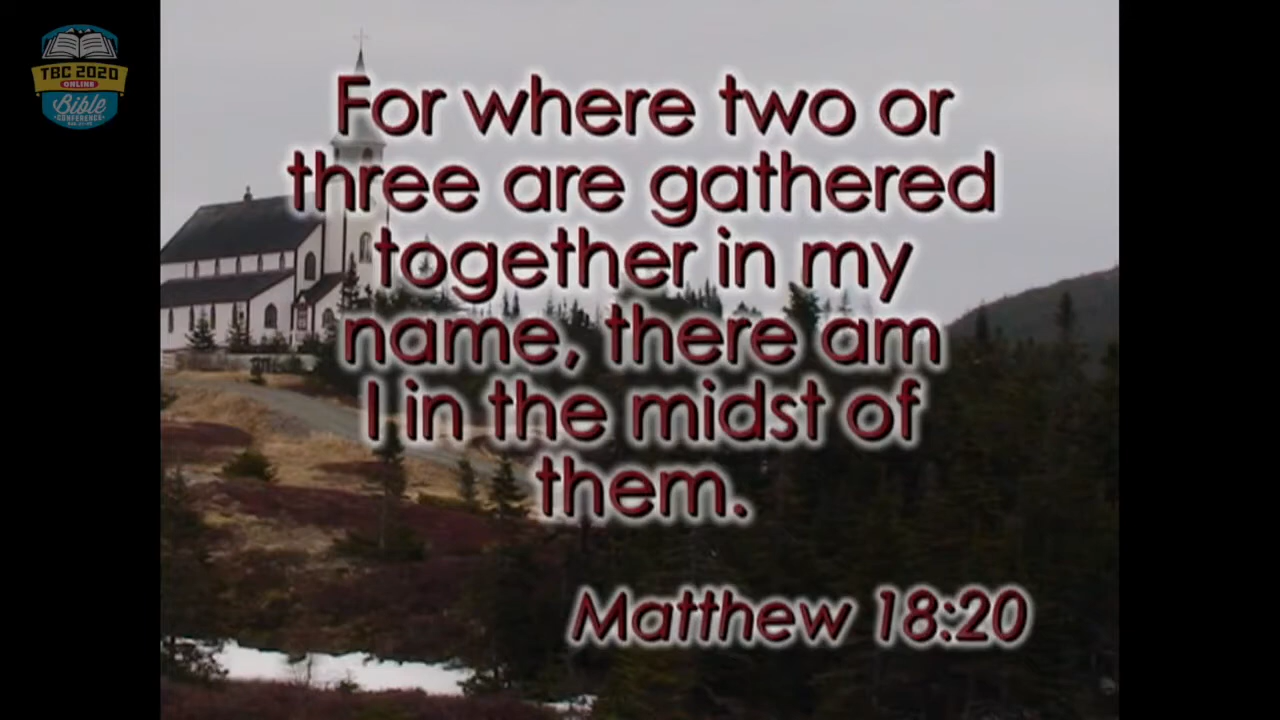 TBC 2020
ONLINE
Bible
CONFERENCE
For where two or
three are gathered
together in my
name, there am
I in the midst of
them.
Matthew 18:20